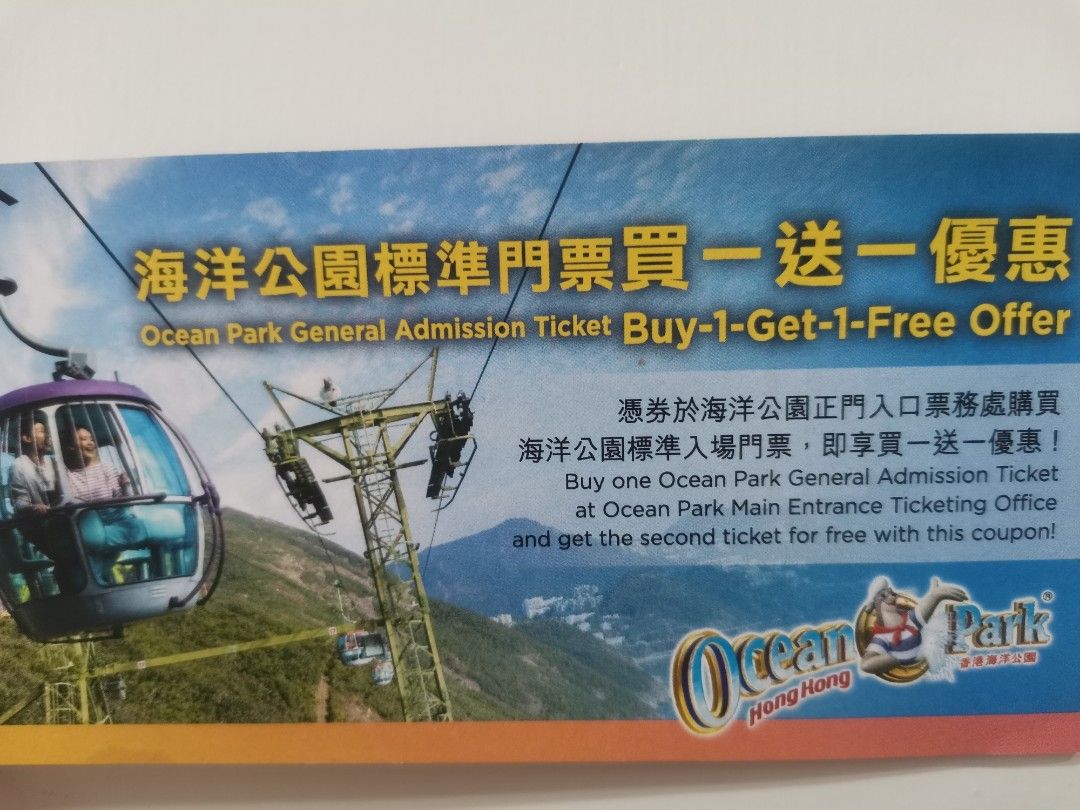 海洋公園標準門票買一送一優惠
Ocean Park General Admission Ticket Buy-1-Get-1-Free Offer
憑券於海洋公園正門入口票務處購買
海洋公園標準入場門票，即享買一送一優惠！
Buy one Ocean Park General Admission Ticket
at Ocean Park Main Entrance Ticketing Office
and get the second ticket for free with this coupon!
Ocean Park®
Hong Kong
香港海洋公園